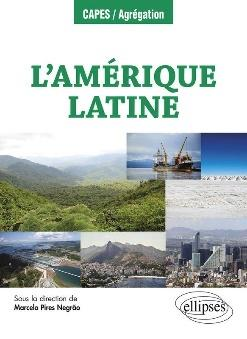 CAPES / Agrégation
L'AMÉRIQUE
LATINE
Sous la direction de
Marcelo Pires Negrão
ellipses